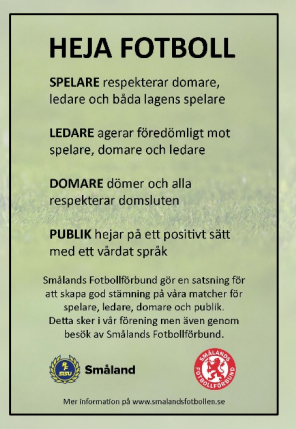 HEJA FOTBOLL
SPELARE respekterar domare,
ledare och båda lagens spelare
LEDARE agerar föredömligt mot
spelare, domare och ledare
DOMARE dömer och alla
respekterar domsluten
PUBLIK hejar på ett positivt sätt
med ett vårdat språk
Smålands Fotbollförbund gör en satsning för
att skapa god stämning på våra matcher för
spelare, ledare, domare och publik.
Detta sker i vår förening men även genom
besök av Smålands Fotbollförbund.
SISU
Småland
SMÅLANDS
FOTBOLLFÖRBUND
Mer information på www.smalandsfotbollen.se